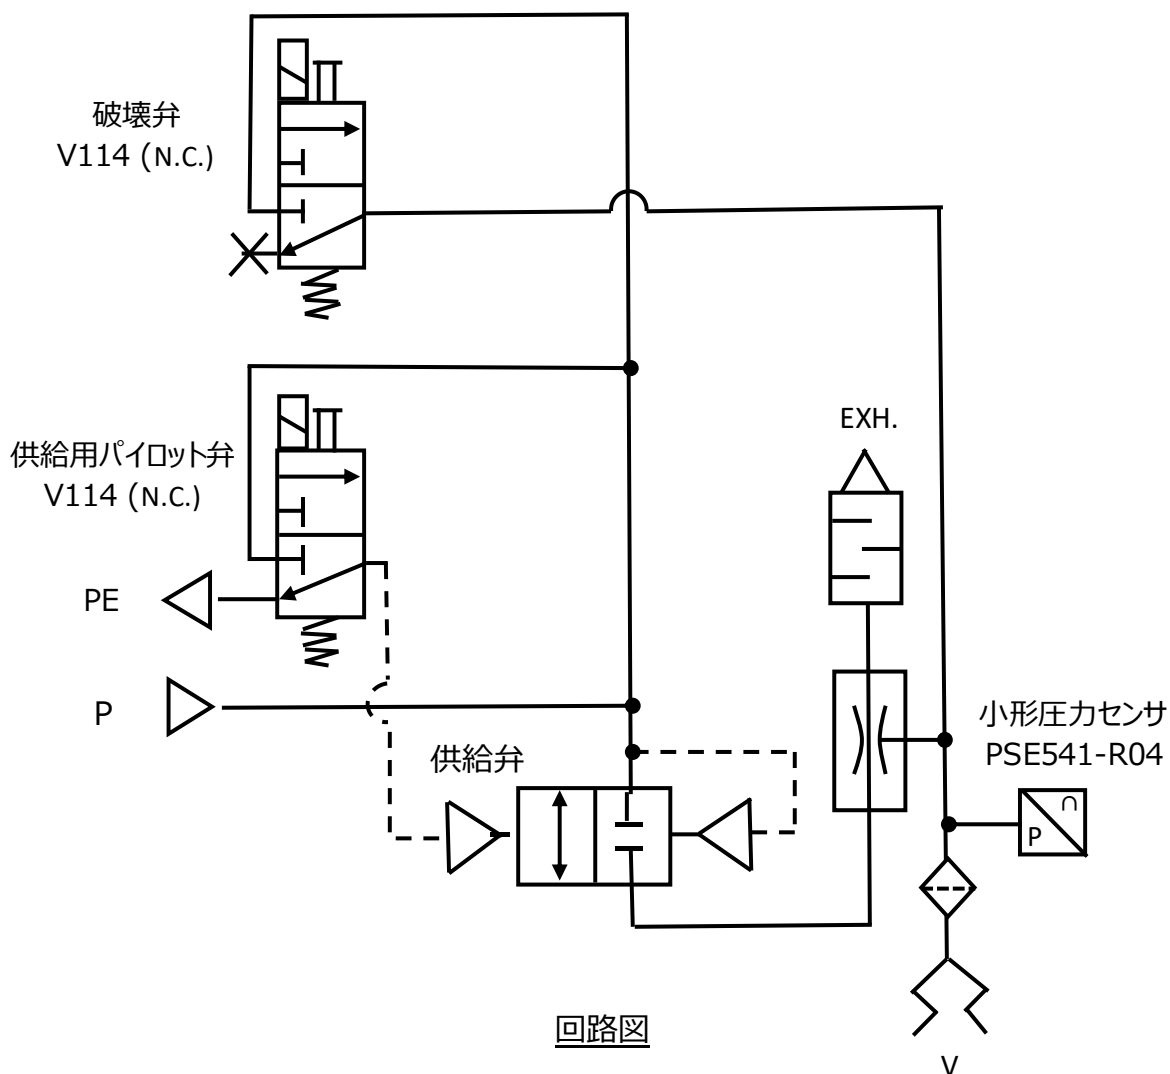 破壊弁
V114 (N.C.)
供給用パイロット弁
V114 (N.C.)
EXH.
PE
P
供給弁
小形圧力センサ
PSE541-R04
∩
P
回路図
V